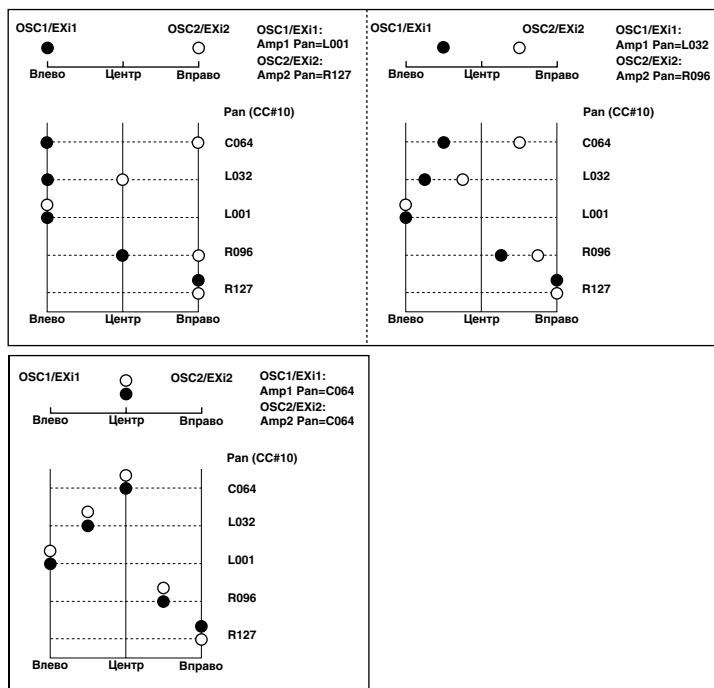 OSC1/EXi1
OSC2/EXi2
OSC1/EXi1:
Amp1 Pan=L001
OSC2/EXi2:
Amp2 Pan=R127
Влево
Центр
Вправо
Pan (CC#10)
C064
L032
L001
R096
R127
Влево
Центр
Вправо
OSC1/EXi1
OSC2/EXi2
OSC1/EXi1:
Amp1 Pan=L032
OSC2/EXi2:
Amp2 Pan=R096
Влево
Центр
Вправо
Pan (CC#10)
C064
L032
L001
R096
R127
Влево
Центр
Вправо
OSC1/EXi1
OSC2/EXi2
OSC1/EXi1:
Amp1 Pan=C064
OSC2/EXi2:
Amp2 Pan=C064
Влево
Центр
Вправо
Pan (CC#10)
C064
L032
L001
R096
R127
Влево
Центр
Вправо